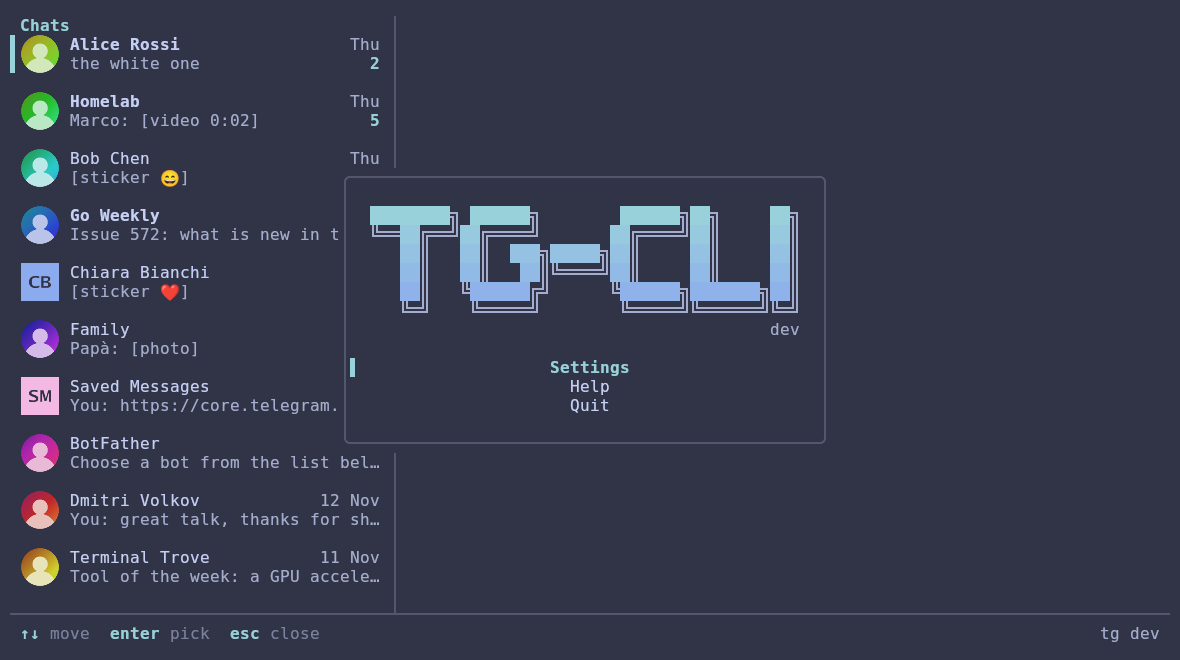 Chats
Alice Rossi Thu
the white one 2
Homelab Thu
Marco: [video 0:02] 5
Bob Chen Thu
[sticker 😄]
Go Weekly
Issue 572: what is new in t
CB
Chiara Bianchi
[sticker ❤️]
Family
Papà: [photo]
SM
Saved Messages
You: https://core.telegram.
BotFather
Choose a bot from the list bel…
Dmitri Volkov 12 Nov
You: great talk, thanks for sh…
Terminal Trove 11 Nov
Tool of the week: a GPU accele…
TG-CLI
dev
Settings
Help
Quit
↑↓ move enter pick esc close tg dev